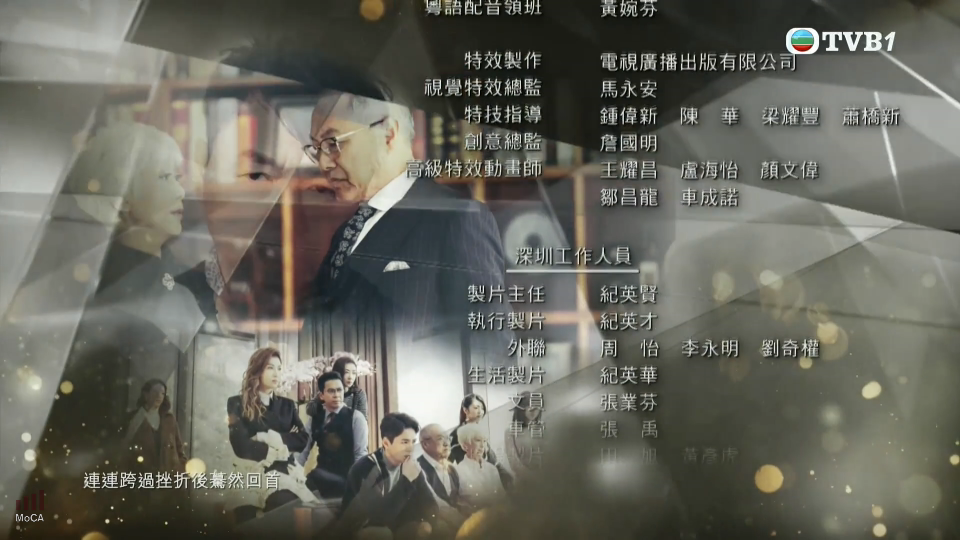 粵語配音領班 黃婉芬
TVB1
特效製作 電視廣播出版有限公司
視覺特效總監 馬永安
特技指導 鍾偉新 陳 華 梁耀豐 蕭橋新
創意總監 詹國明
高級特效動畫師 王耀昌 盧海怡 顏文偉
鄒昌龍 車成諾
深圳工作人員
製片主任 紀英賢
執行製片 紀英才
外聯 周 怡 李永明 劉奇權
生活製片 紀英華
文員 張業芬
車管 張 禹
田 旭
連連跨過挫折後驀然回首
MoCA